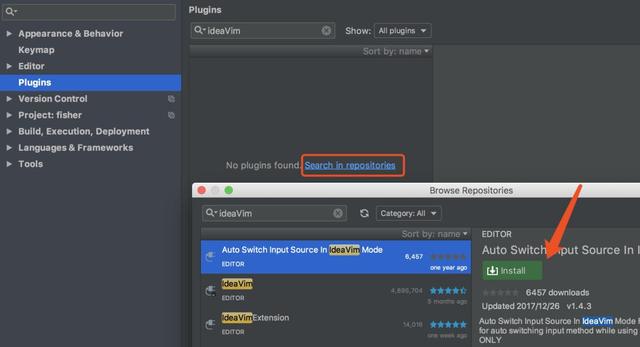 Plugins
Appearance & Behavior
ideaVim
Show: All plugins
Keymap
Sort by: name
Editor
Plugins
Version Control
Project: fisher
Build, Execution, Deployment
Languages & Frameworks
Tools
No plugins found. Search in repositories
Browse Repositories
ideaVim
Category: All
Sort by: name
EDITOR
Auto Switch Input Source In IdeaVim Mode
6,457
EDITOR
one year ago
Auto Switch Input Source In I
Install
IdeaVim
4,695,704
EDITOR
5 months ago
6457 downloads
Updated 2017/12/26 v1.4.3
IdeaVimExtension
14,016
EDITOR
one week ago
Auto Switch Input Source In IdeaVim Mode
for auto switching input method while using
ONLY